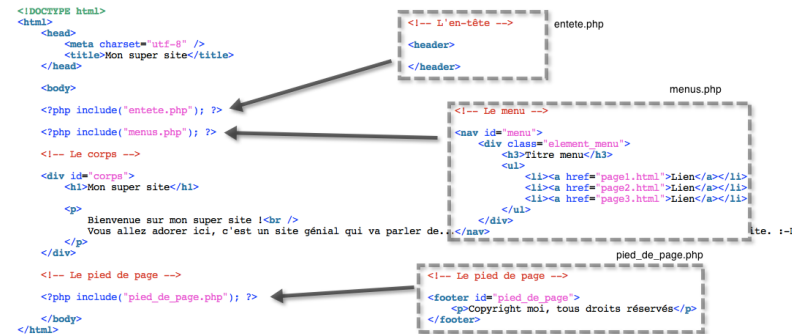 <!DOCTYPE html>
<html>
<head>
<meta charset="utf-8" />
<title>Mon super site</title>
</head>
<body>
<?php include("entete.php"); ?>
<?php include("menus.php"); ?>
<!-- Le corps -->
<div id="corps">
<h1>Mon super site</h1>
<p>
Bienvenue sur mon super site !<br />
Vous allez adorer ici, c'est un site génial qui va parler de... ite. :-
</p>
</div>
<!-- Le pied de page -->
<?php include("pied_de_page.php"); ?>
</body>
</html>
entete.php
<!-- L'en-tête -->
<header>
</header>
menus.php
<!-- Le menu -->
<nav id="menu">
<div class="element_menu">
<h3>Titre menu</h3>
<ul>
<li><a href="page1.html">Lien</a></li>
<li><a href="page2.html">Lien</a></li>
<li><a href="page3.html">Lien</a></li>
</ul>
</div>
</nav>
pied_de_page.php
<!-- Le pied de page -->
<footer id="pied_de_page">
<p>Copyright moi, tous droits réservés</p>
</footer>